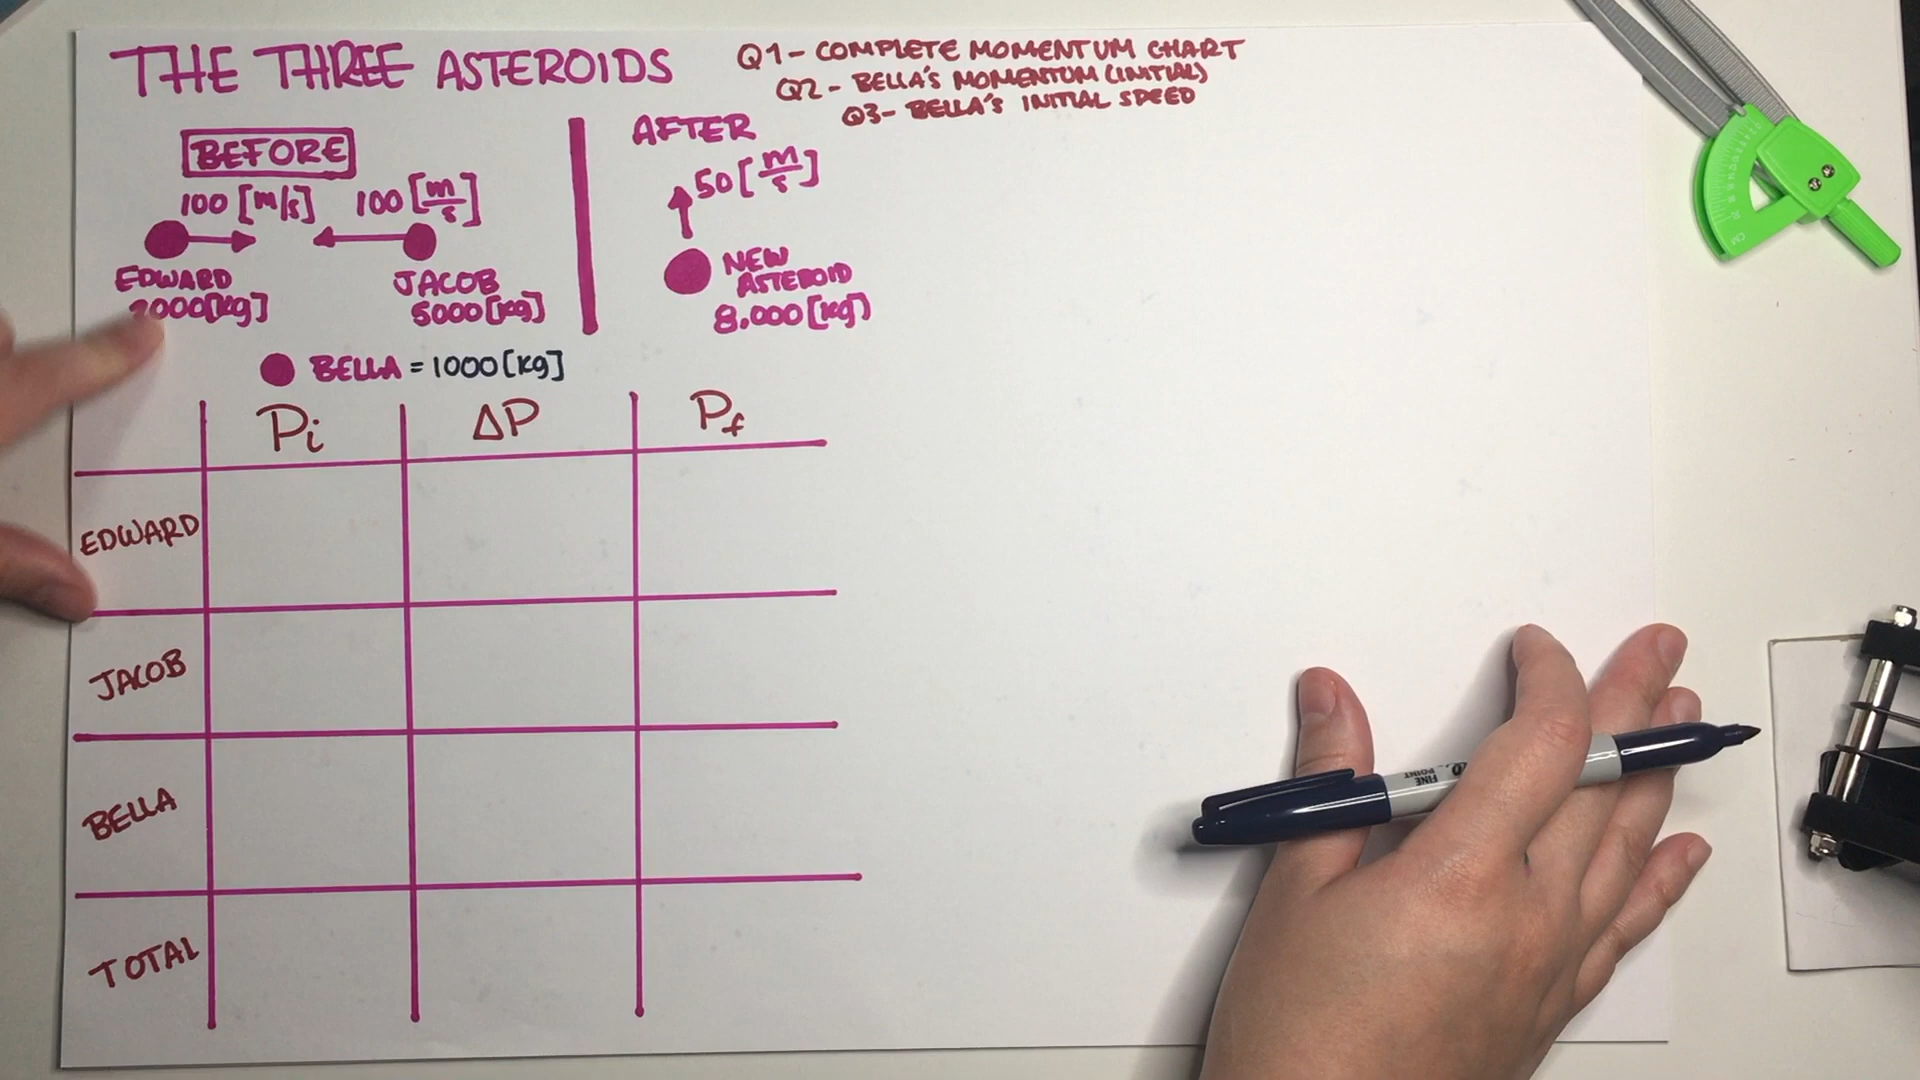 THE THREE ASTEROIDS
Q1- COMPLETE MOMENTUM CHART
Q2- BELLA'S MOMENTUM (INITIAL)
Q3- BELLA'S INITIAL SPEED
BEFORE
100 [m/s]
100 [m/s]
EDWARD
JACOB
5000[kg]
AFTER
50 [m/s]
NEW
ASTEROID
8,000[kg]
BELLA = 1000[kg]
Pi ΔP Pf
EDWARD
JACOB
BELLA
TOTAL
FINE
POINT